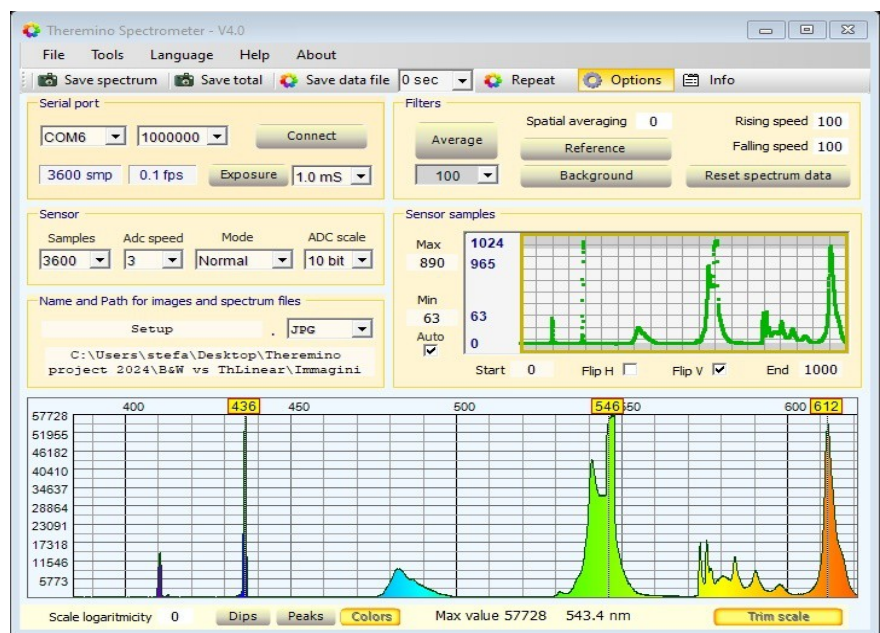 Theremino Spectrometer - V4.0
File Tools Language Help About
Save spectrum Save total Save data file 0 sec Repeat Options Info
Serial port
COM6 1000000 Connect
3600 smp 0.1 fps Exposure 1.0 mS
Filters
Spatial averaging 0 Rising speed 100
Average Reference Falling speed 100
100 Background Reset spectrum data
Sensor
Samples Adc speed Mode ADC scale
3600 3 Normal 10 bit
Name and Path for images and spectrum files
Setup . JPG
C:\Users\stefa\Desktop\Theremino
project 2024\B&W vs ThLinear\Immagini
Sensor samples
Max 1024
890 965
Min
63 63
Auto 0
Start 0 Flip H Flip V End 1000
400 436 450 500 546 550 600 612
57728
51955
46182
40410
34637
28864
23091
17318
11546
5773
Scale logaritmicity 0 Dips Peaks Colors Max value 57728 543.4 nm Trim scale